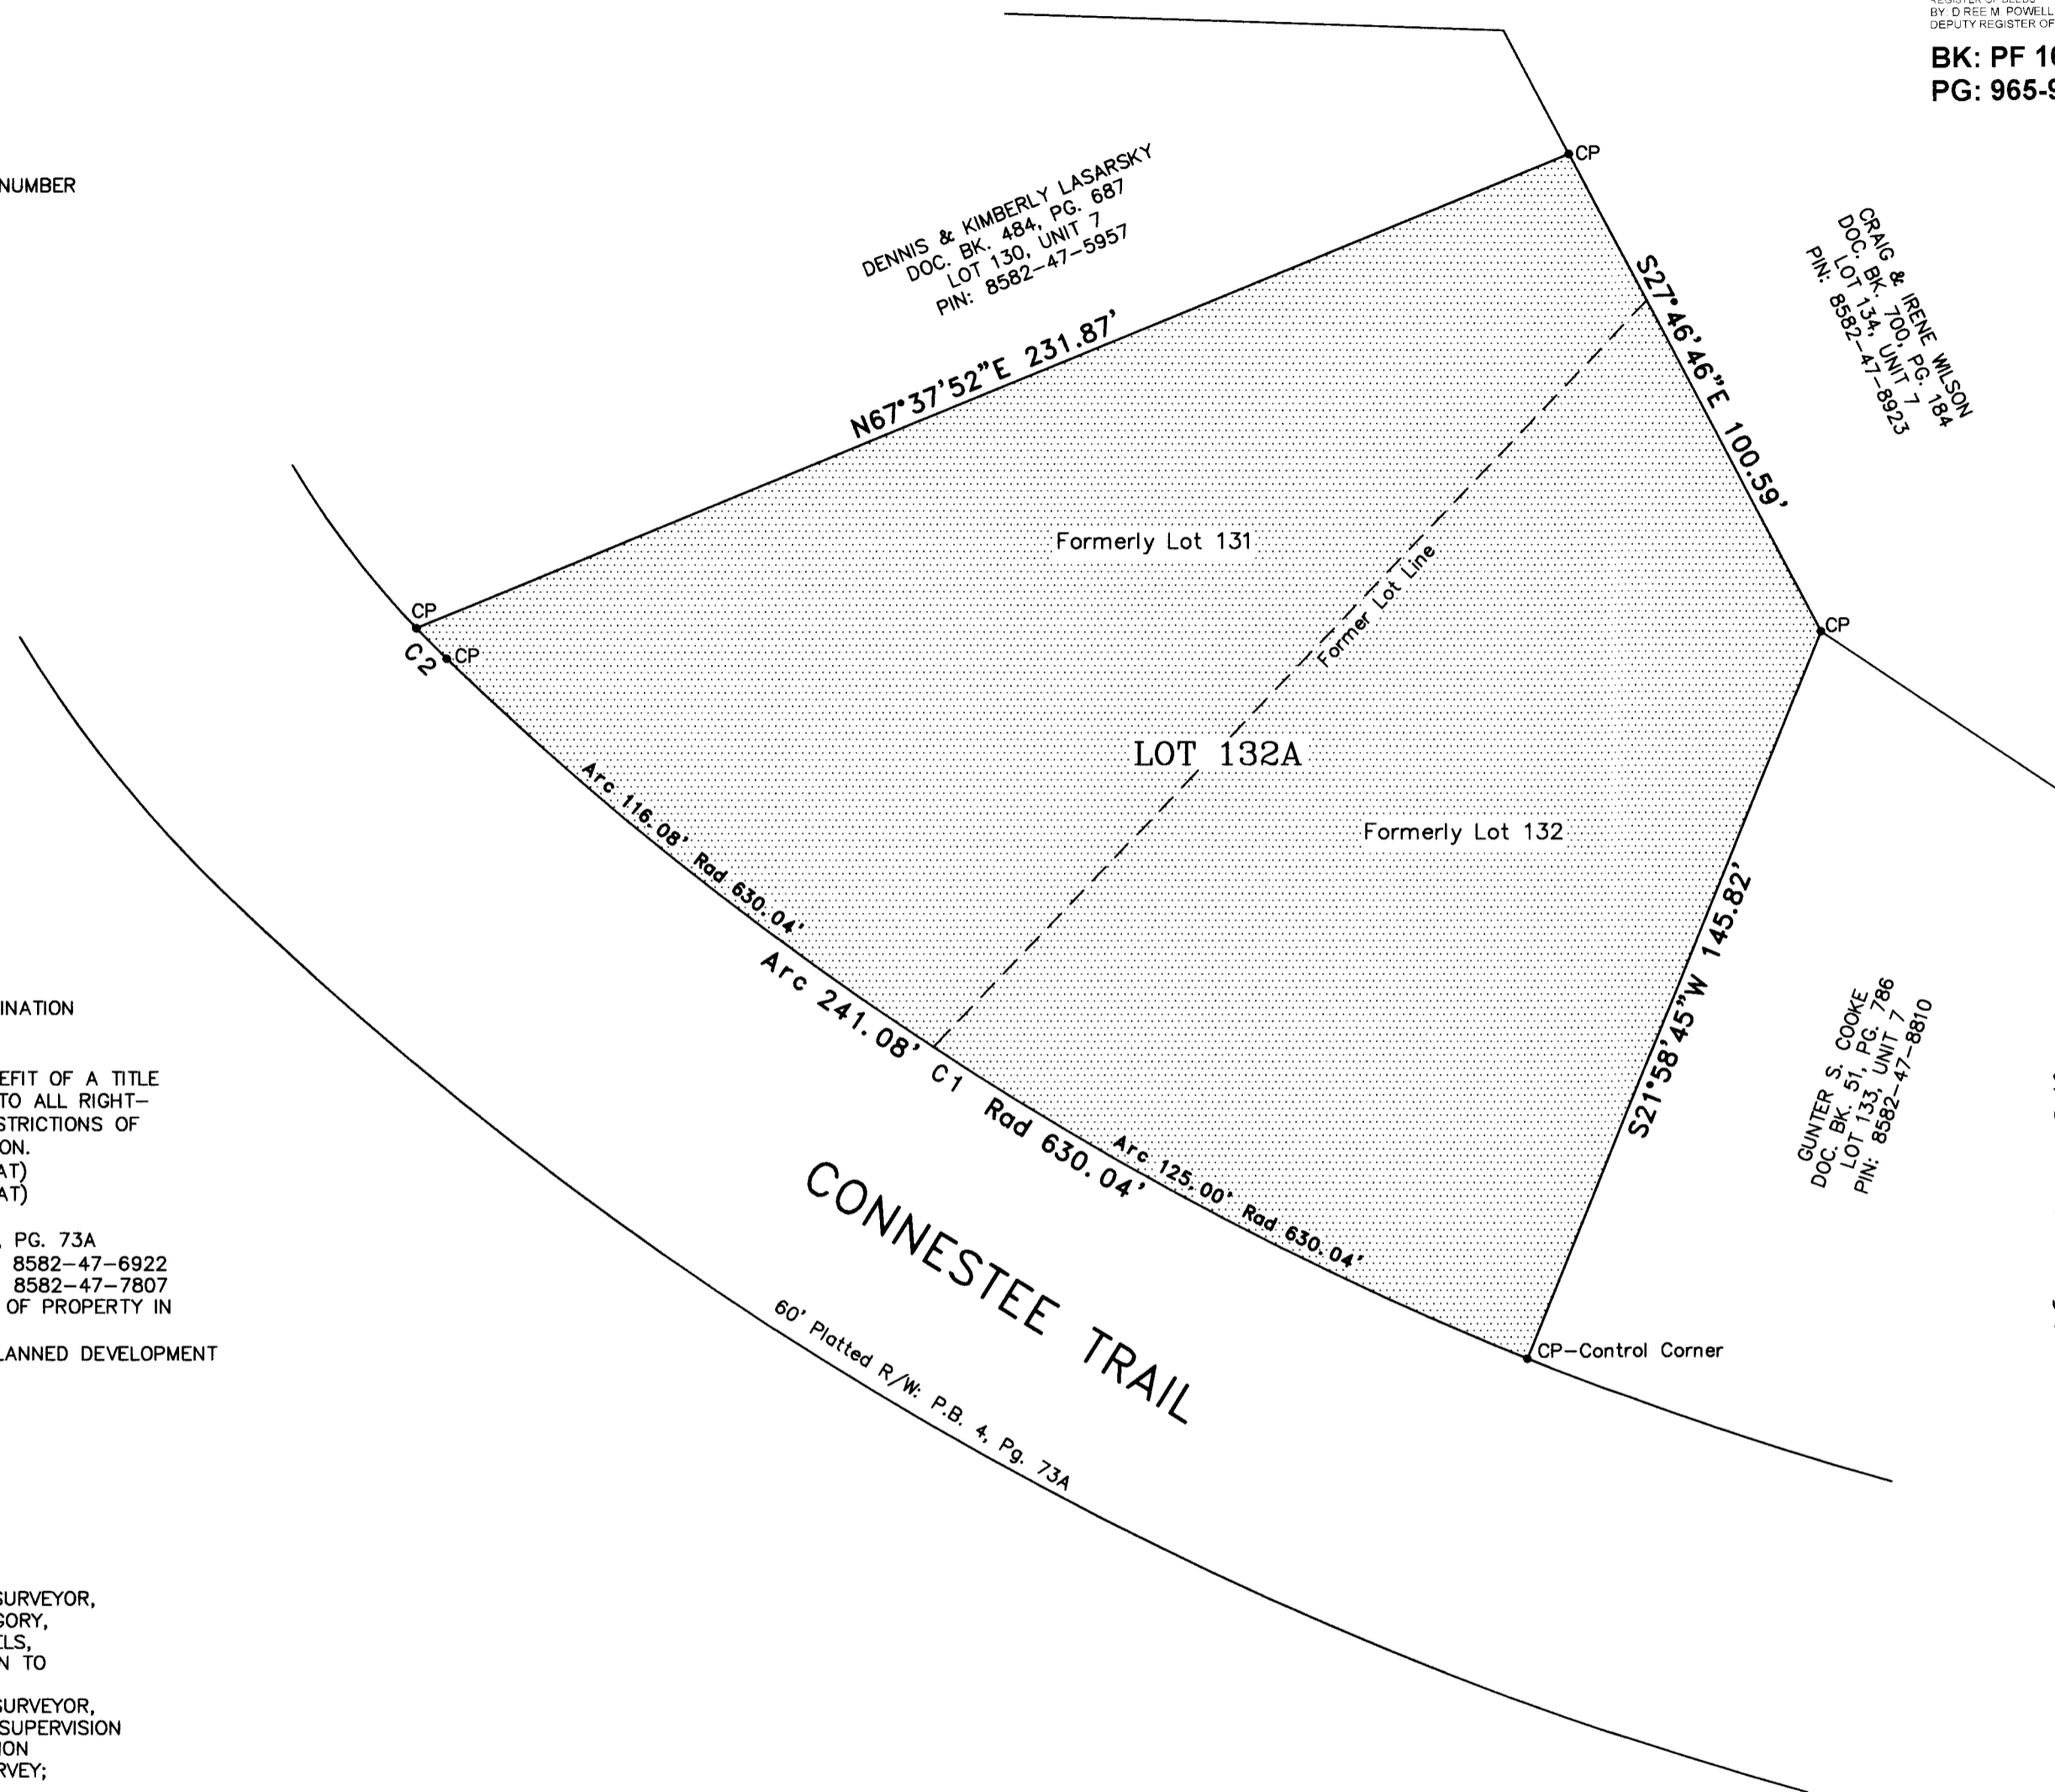 BY: D REE M. POWELL
DEPUTY REGISTER OF
BK: PF
PG:
NUMBER
CP
DENNIS & KIMBERLY LASARSKY
DOC. BK. 484, PG. 687
LOT 130, UNIT 7
PIN: 8582-47-5957
N67°37'52"E 231.87'
S27°46'46"E 100.59'
CRAIG & IRENE WILSON
DOC. BK. 700, PG. 184
LOT 134, UNIT 7
PIN: 8582-47-8923
Formerly Lot 131
Former Lot Line
CP
CP
C2
CP
LOT 132A
Formerly Lot 132
Arc 116.08' Rad 630.04'
Arc 241.08' C1 Rad 630.04'
Arc 125.00' Rad 630.04'
S21°58'45"W 145.82'
GUNTER S. COOKE
DOC. BK. 51, PG. 786
LOT 133, UNIT 7
PIN: 8582-47-8810
CP-Control Corner
CONNESTEE TRAIL
60' Platted R/W: P.B. 4, Pg. 73A
INATION
EFIT OF A TITLE
TO ALL RIGHT-
STRICTIONS OF
ON.
AT)
AT)
, PG. 73A
8582-47-6922
8582-47-7807
OF PROPERTY IN
LANNED DEVELOPMENT
SURVEYOR,
GORY,
ELS,
N TO
SURVEYOR,
SUPERVISION
ION
RVEY;